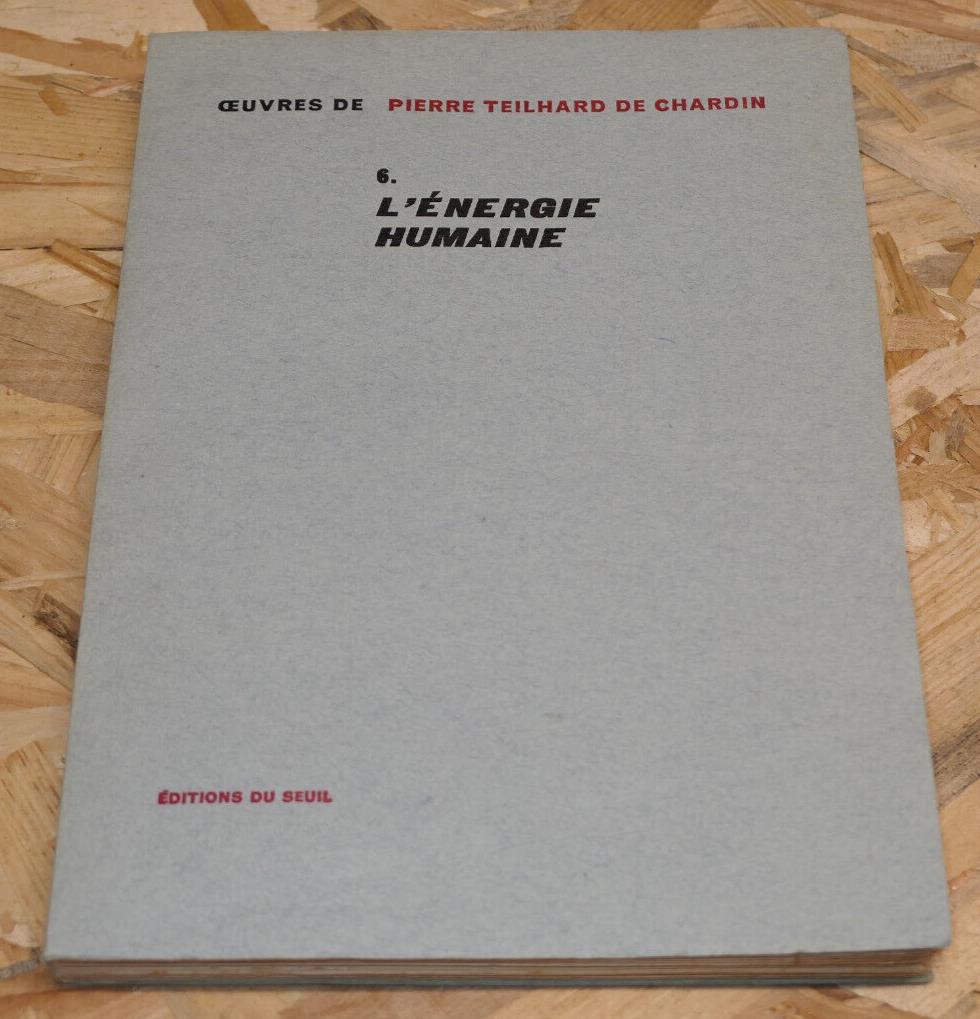 ŒUVRES DE PIERRE TEILHARD DE CHARDIN
6.
L'ÉNERGIE
HUMAINE
ÉDITIONS DU SEUIL